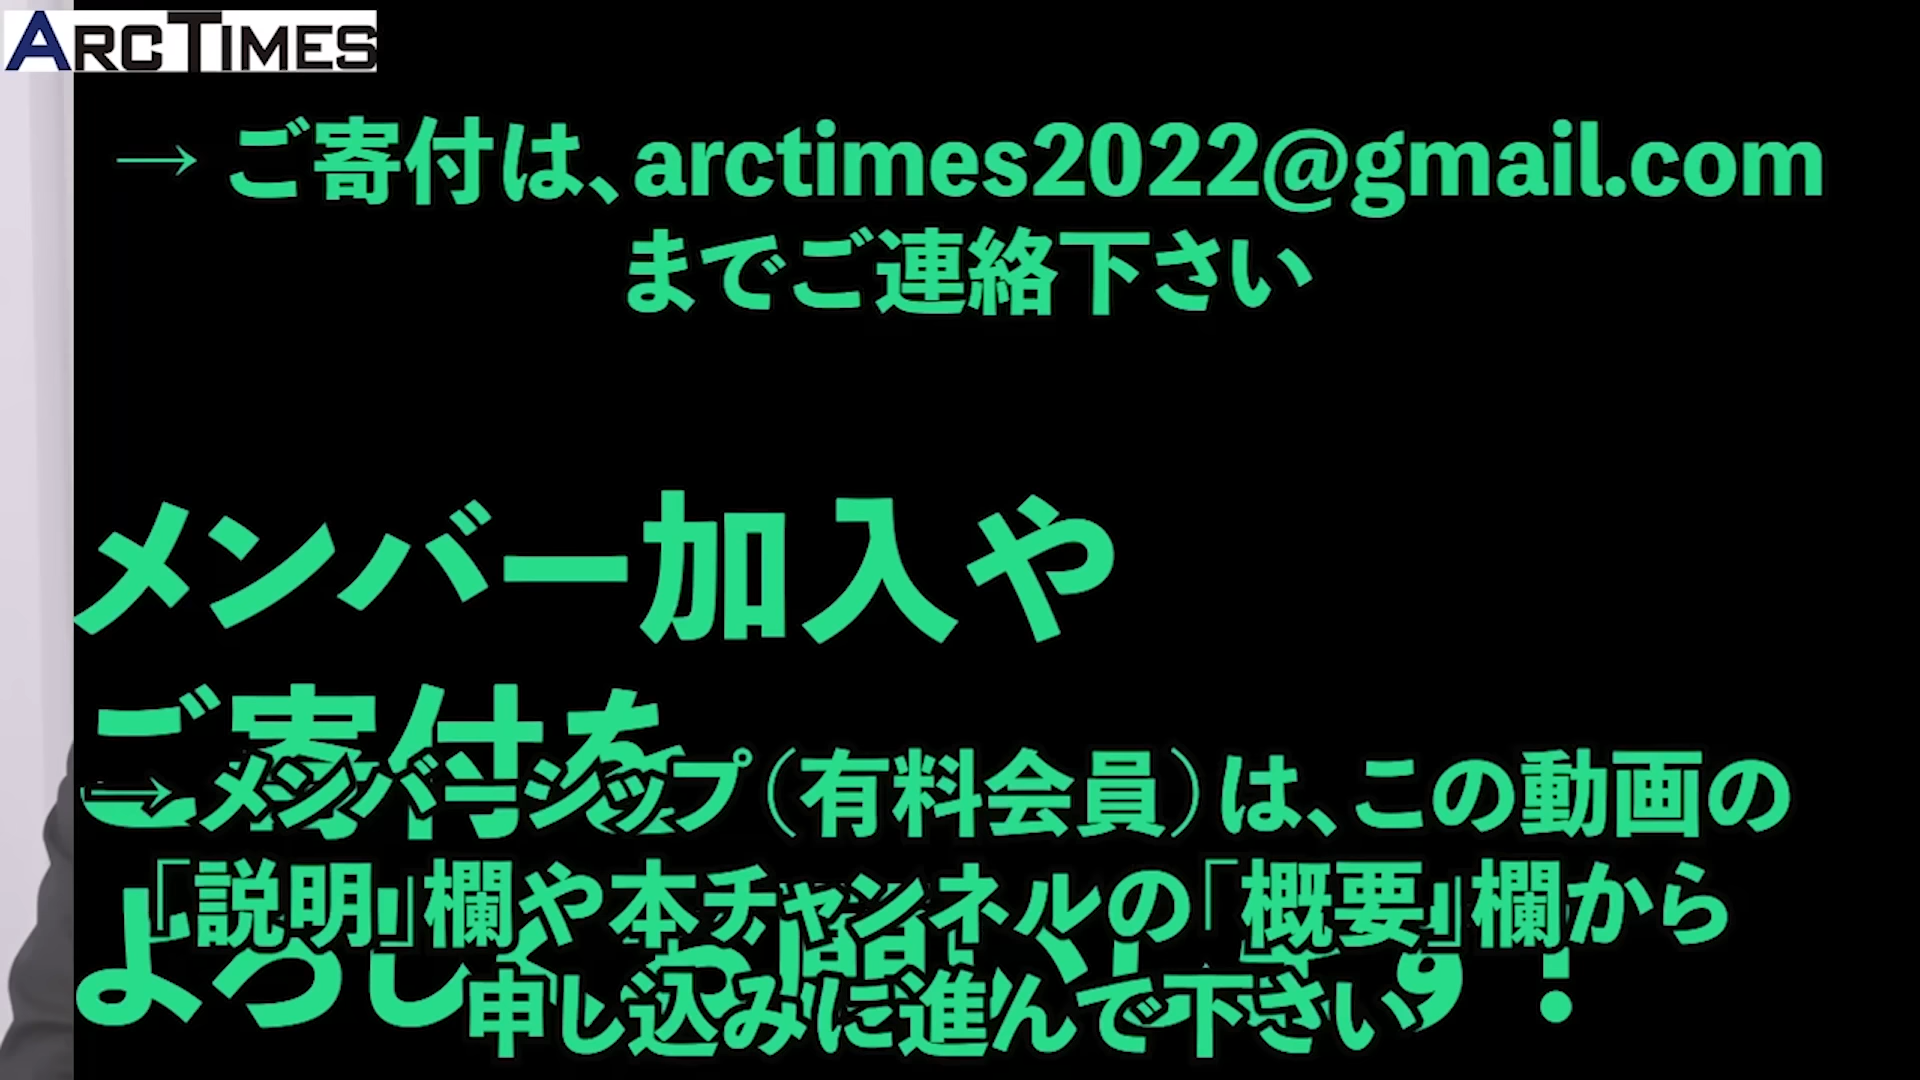 ARCTIMES
→ ご寄付は、arctimes2022@gmail.com
までご連絡下さい
メンバー加入や
ご寄付を
→ メンバーシップ（有料会員）は、この動画の
「説明」欄や本チャンネルの「概要」欄から
申し込みに進んで下さい